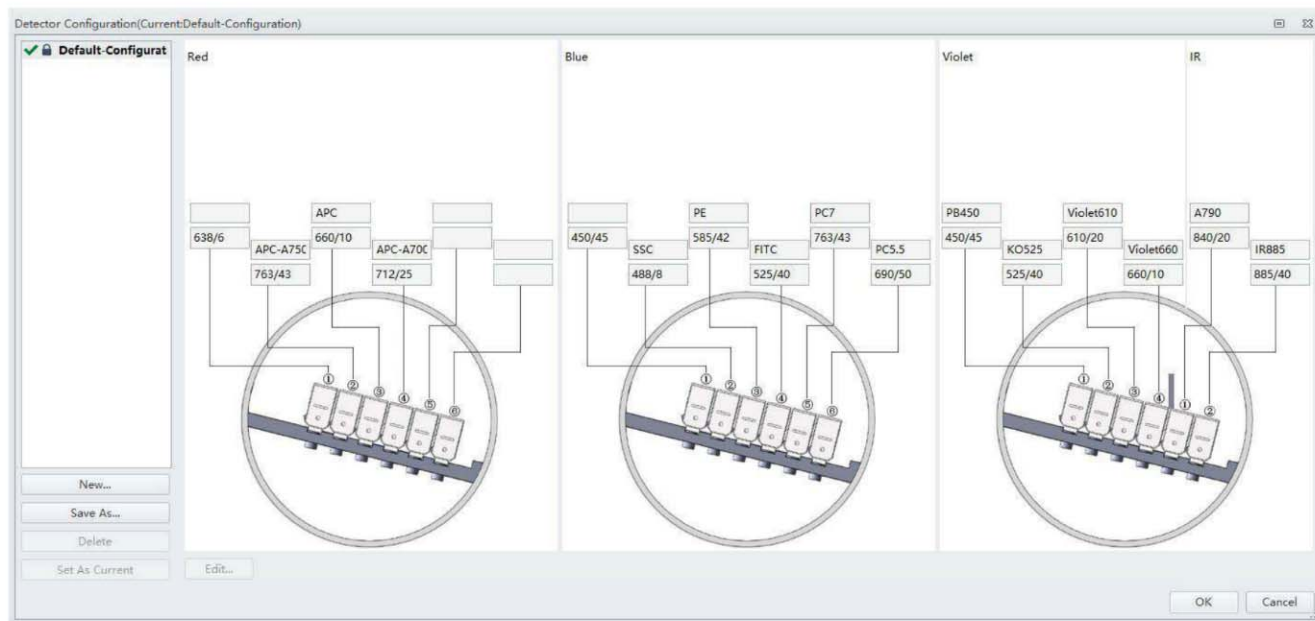 Detector Configuration(Current:Default-Configuration)
Default-Configurat
Red
Blue
Violet
IR
APC
PE
PC7
PB450
Violet610
A790
638/6
APC-A750
660/10
APC-A700
450/45
SSC
585/42
FITC
763/43
PC5.5
450/45
KO525
610/20
Violet660
840/20
IR885
763/43
712/25
488/8
525/40
690/50
525/40
660/10
885/40
① ② ③ ④ ⑤ ⑥
① ② ③ ④ ⑤ ⑥
① ② ③ ④ ① ②
New...
Save As...
Delete
Set As Current
Edit...
OK
Cancel